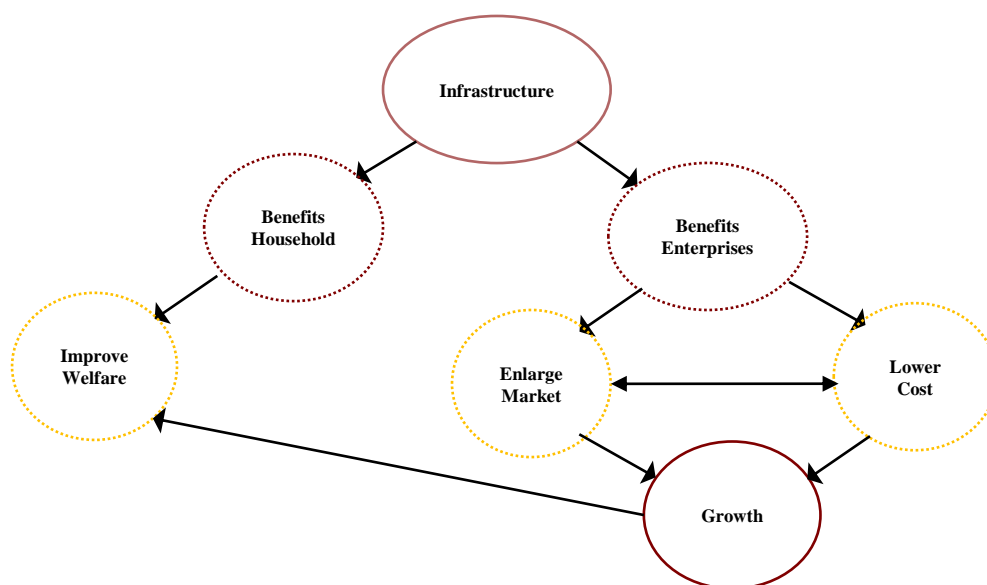 Infrastructure
Benefits
Household
Benefits
Enterprises
Improve
Welfare
Enlarge
Market
Lower
Cost
Growth